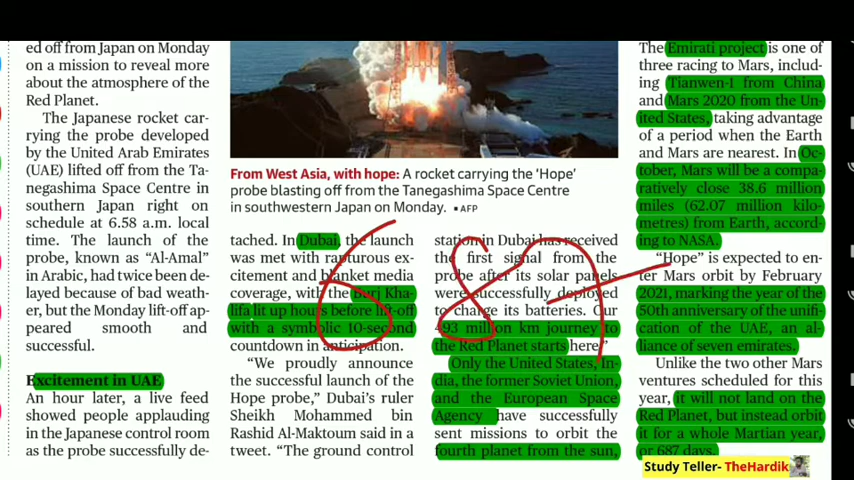 ed off from Japan on Monday
on a mission to reveal more
about the atmosphere of the
Red Planet.
The Japanese rocket car-
rying the probe developed
by the United Arab Emirates
(UAE) lifted off from the Ta-
negashima Space Centre in
southern Japan right on
schedule at 6.58 a.m. local
time. The launch of the
probe, known as “Al-Amal”
in Arabic, had twice been de-
layed because of bad weath-
er, but the Monday lift-off ap-
peared smooth and
successful.
Excitement in UAE
An hour later, a live feed
showed people applauding
in the Japanese control room
as the probe successfully de-
From West Asia, with hope: A rocket carrying the ‘Hope’
probe blasting off from the Tanegashima Space Centre
in southwestern Japan on Monday. • AFP
tached. In Dubai, the launch
was met with rapturous ex-
citement and blanket media
coverage, with the Burj Kha-
lifa lit up hours before lift-off
with a symbolic 10-second
countdown in anticipation.
“We proudly announce
the successful launch of the
Hope probe,” Dubai’s ruler
Sheikh Mohammed bin
Rashid Al-Maktoum said in a
tweet. “The ground control
station in Dubai has received
the first signal from the
probe after its solar panels
were successfully deployed
to charge its batteries. Our
493 million km journey to
the Red Planet starts here.”
Only the United States, In-
dia, the former Soviet Union,
and the European Space
Agency have successfully
sent missions to orbit the
fourth planet from the sun,
The Emirati project is one of
three racing to Mars, includ-
ing Tianwen-1 from China
and Mars 2020 from the Un-
ited States, taking advantage
of a period when the Earth
and Mars are nearest. In Oc-
tober, Mars will be a compa-
ratively close 38.6 million
miles (62.07 million kilo-
metres) from Earth, accord-
ing to NASA.
“Hope” is expected to en-
ter Mars orbit by February
2021, marking the year of the
50th anniversary of the unifi-
cation of the UAE, an al-
liance of seven emirates.
Unlike the two other Mars
ventures scheduled for this
year, it will not land on the
Red Planet, but instead orbit
it for a whole Martian year,
or 687 days.
687
Study Teller- TheHardik